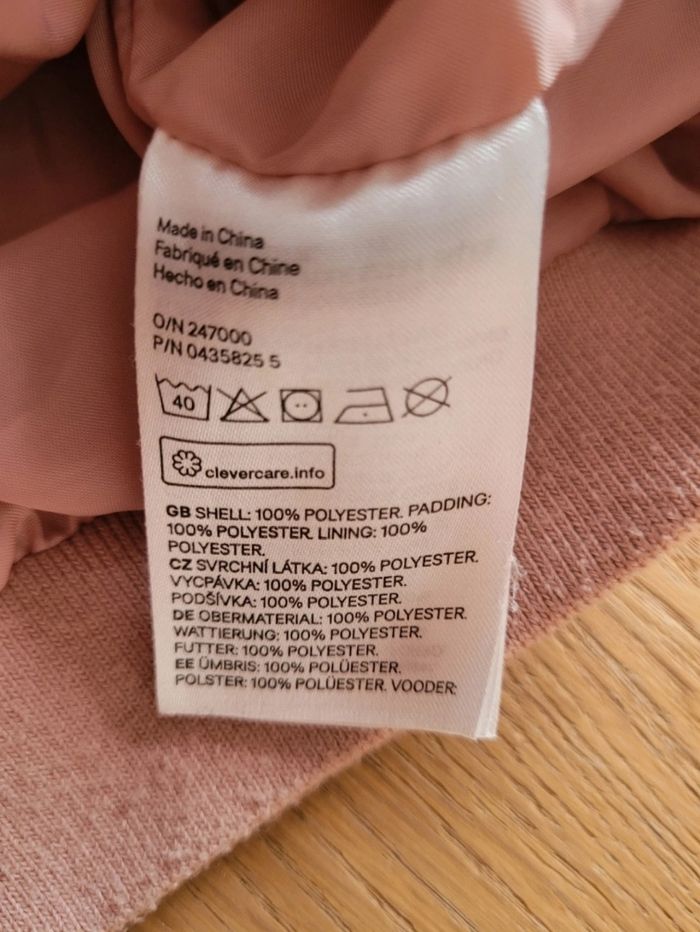 Made in China
Fabriqué en Chine
Hecho en China
O/N 247000
P/N 0435825 5
40
clevercare.info
GB SHELL: 100% POLYESTER. PADDING:
100% POLYESTER. LINING: 100%
POLYESTER.
CZ SVRCHNÍ LÁTKA: 100% POLYESTER.
VYCPÁVKA: 100% POLYESTER.
PODŠÍVKA: 100% POLYESTER.
DE OBERMATERIAL: 100% POLYESTER.
WATTIERUNG: 100% POLYESTER.
FUTTER: 100% POLYESTER.
EE ÜMBRIS: 100% POLÜESTER.
POLSTER: 100% POLÜESTER. VOODER: